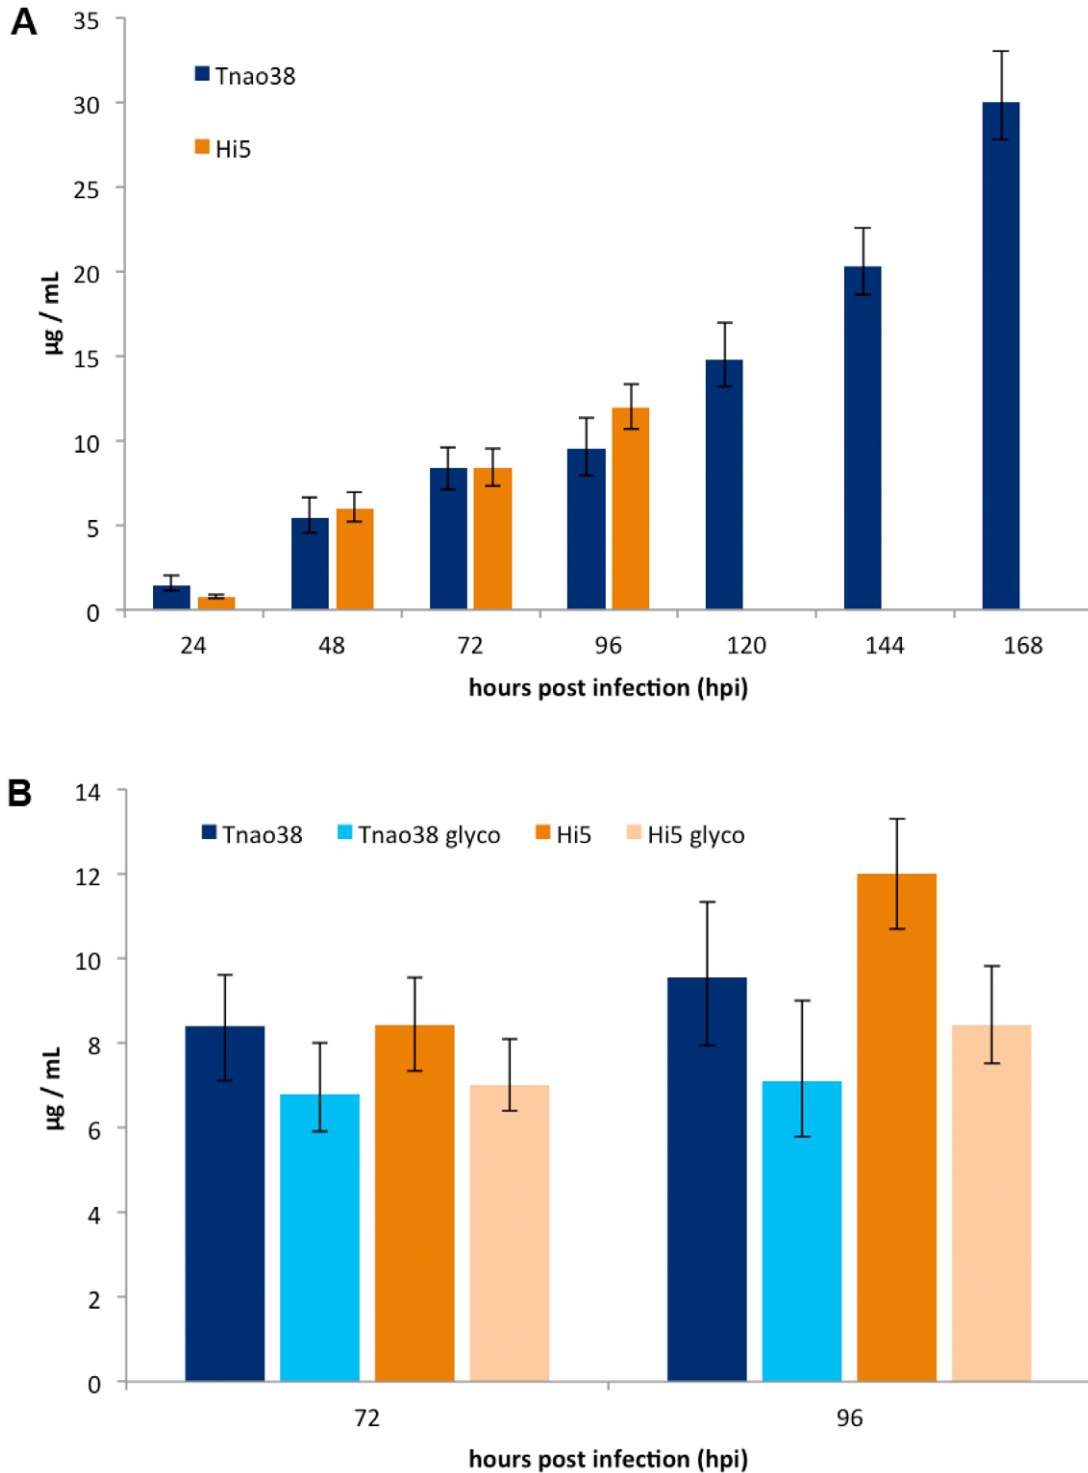 A
35
30
25
20
15
10
5
0
µg / mL
Tnao38
Hi5
24 48 72 96 120 144 168
hours post infection (hpi)
B
14
12
10
8
6
4
2
0
µg / mL
Tnao38 Tnao38 glyco Hi5 Hi5 glyco
72 96
hours post infection (hpi)